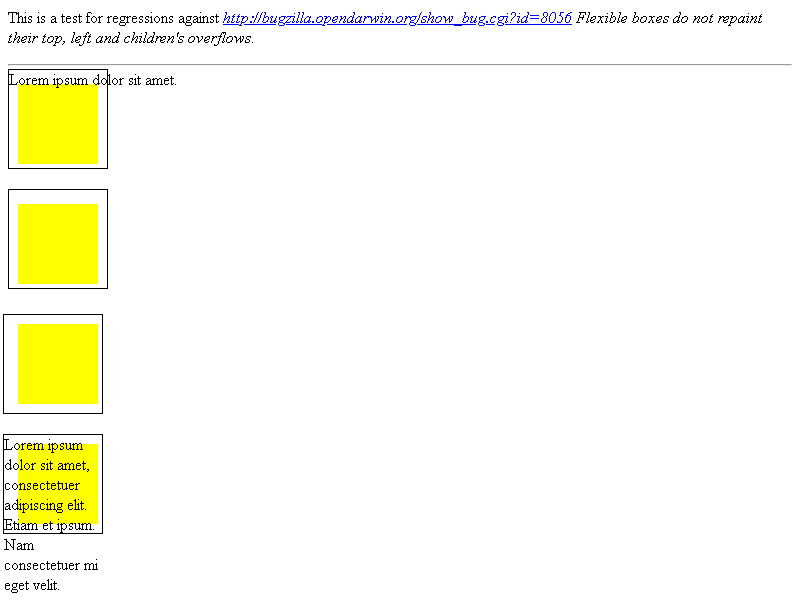 This is a test for regressions against http://bugzilla.opendarwin.org/show_bug.cgi?id=8056 Flexible boxes do not repaint
their top, left and children's overflows.
Lorem ipsum dolor sit amet.
Lorem ipsum
dolor sit amet,
consectetuer
adipiscing elit.
Etiam et ipsum.
Nam
consectetuer mi
eget velit.